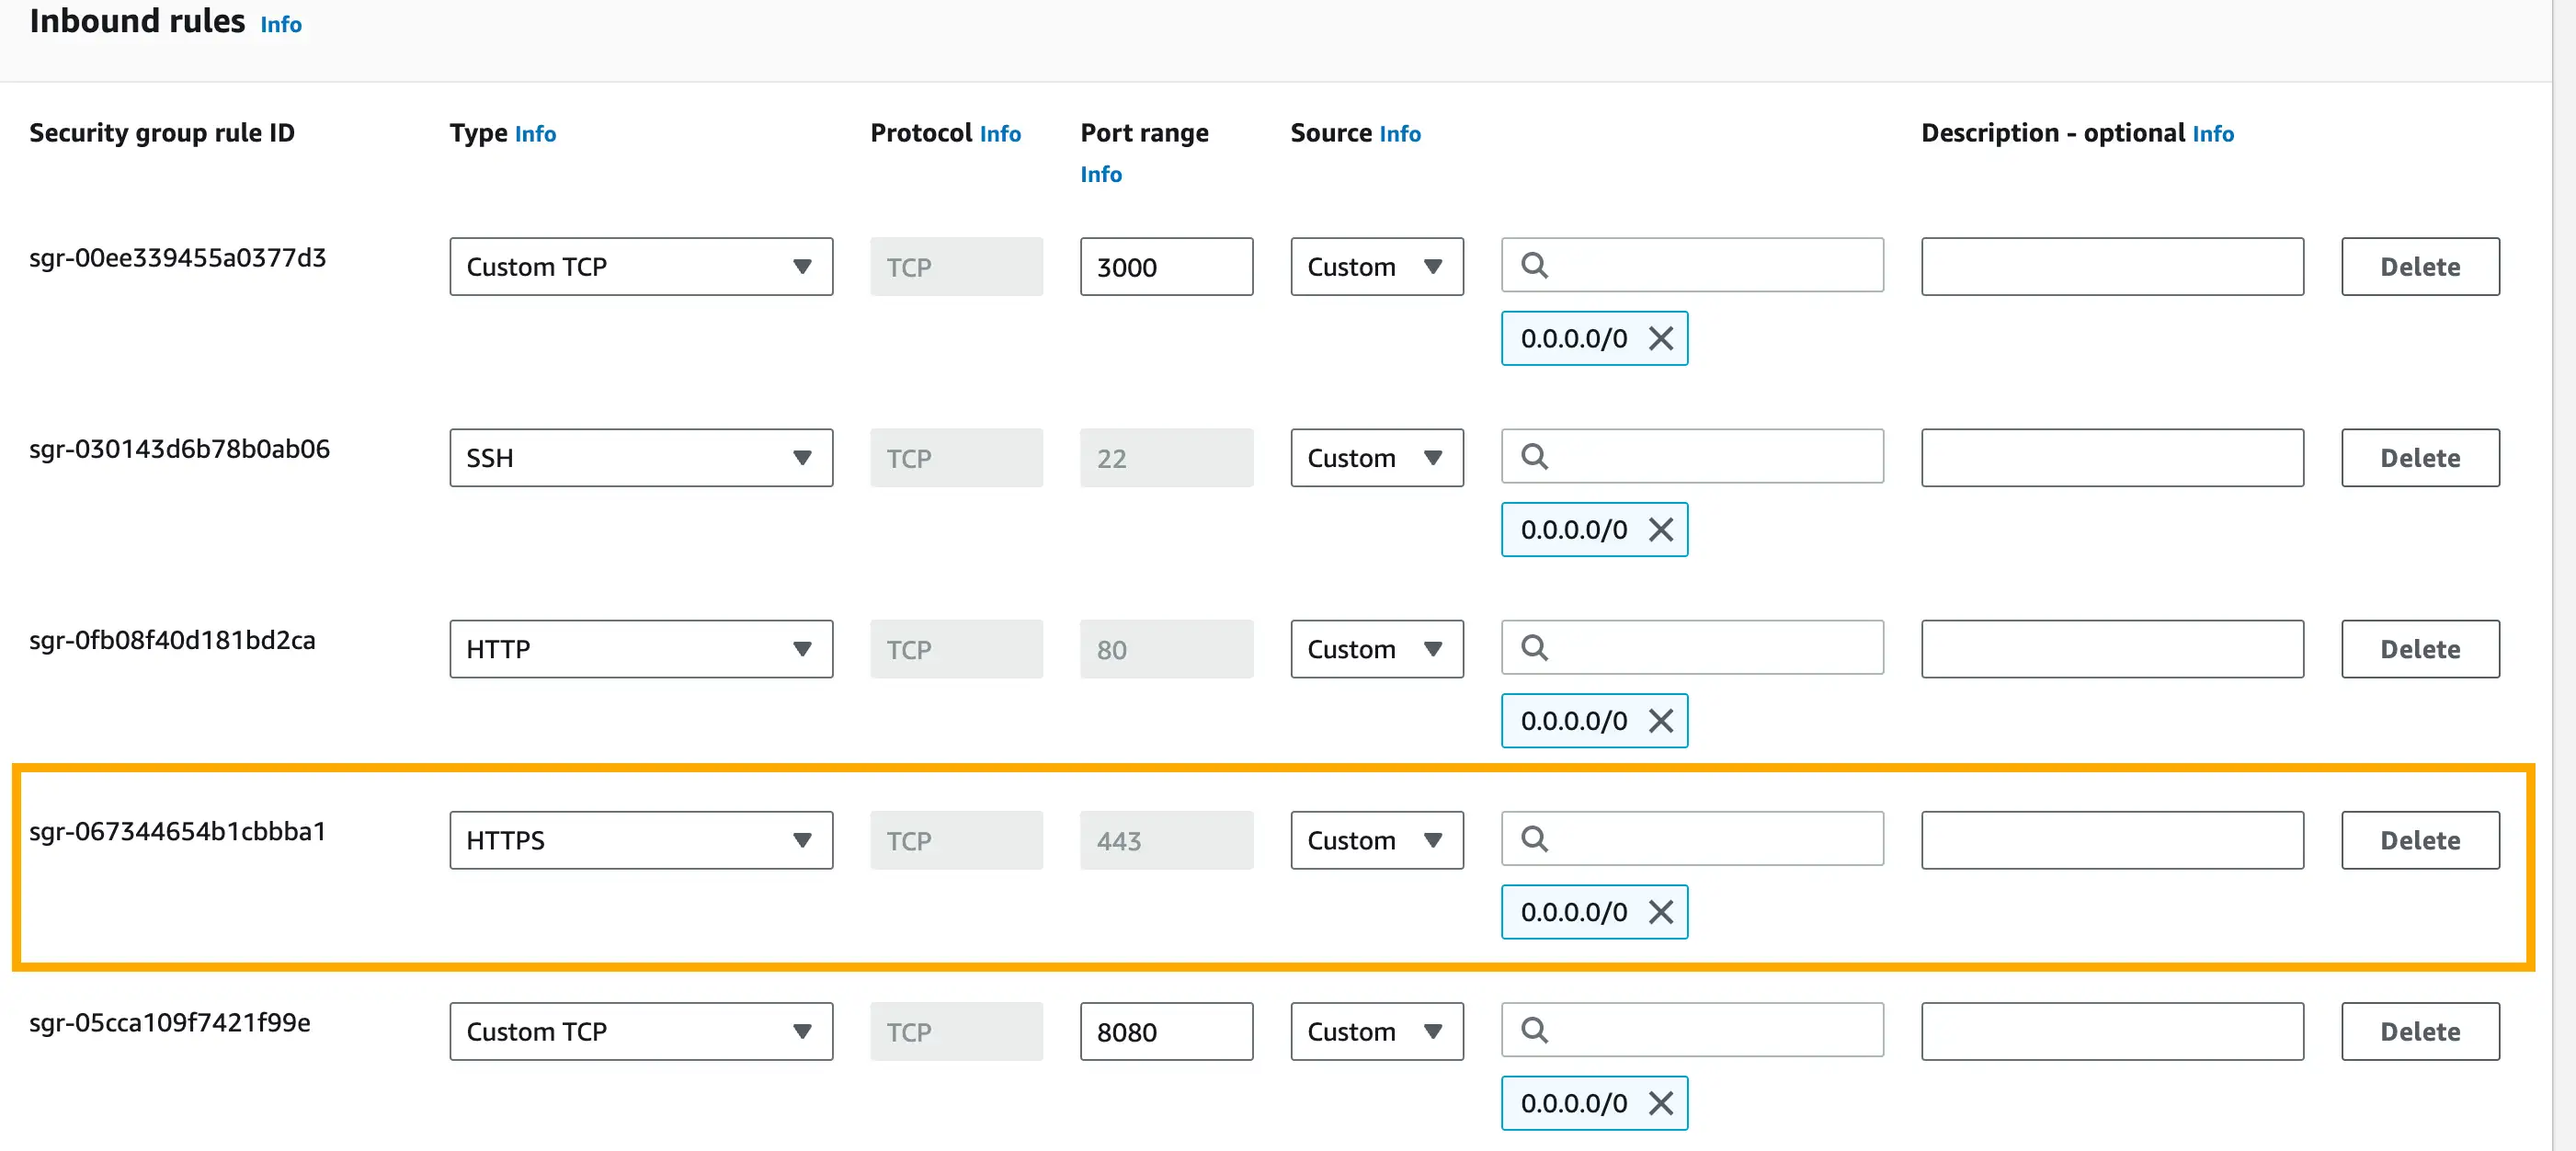 Inbound rules Info
Security group rule ID Type Info Protocol Info Port range Info Source Info Description - optional Info
sgr-00ee339455a0377d3 Custom TCP TCP 3000 Custom Delete
0.0.0.0/0
sgr-030143d6b78b0ab06 SSH TCP 22 Custom Delete
0.0.0.0/0
sgr-0fb08f40d181bd2ca HTTP TCP 80 Custom Delete
0.0.0.0/0
sgr-067344654b1cbbba1 HTTPS TCP 443 Custom Delete
0.0.0.0/0
sgr-05cca109f7421f99e Custom TCP TCP 8080 Custom Delete
0.0.0.0/0